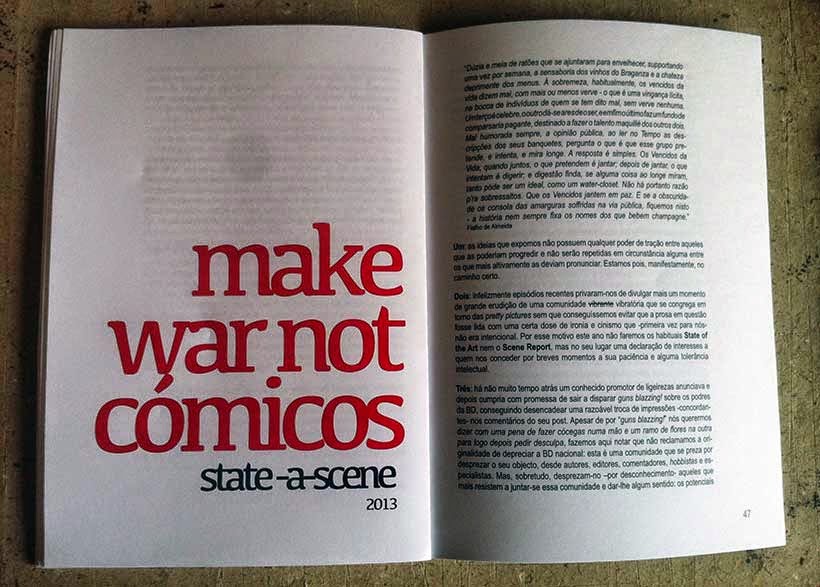 make
war not
cómicos
state-a-scene
2013
"Dúzia e meia de ratões que se ajuntaram para envelhecer, supportando
uma vez por semana, a sensaboria dos vinhos do Braganza e a chateza
deprimente dos menus. À sobremeza, habitualmente, os vencidos da
vida dizem mal, com mais ou menos verve - o que é uma vingança lícita,
na bocca de indivíduos de quem se tem dito mal, sem verve nenhuma.
Um terço é celebre, o outro dá-se ares de o ser, e em fim o último faz um fundo de
comparsaria pagante, destinado a fazer o talento maquillé dos outros dois.
Mal humorada sempre, a opinião pública, ao ler no Tempo as des-
cripções dos seus banquetes, pergunta o que é que esse grupo pre-
tende, e intenta, e mira longe. A resposta é simples. Os Vencidos da
Vida, quando juntos, o que pretendem é jantar; depois de jantar, o que
intentam é digerir; e digestão finda, se alguma coisa ao longe miram,
tanto póde ser um ideal, como um water-closet. Não há portanto razão
p'ra sobressaltos. Que os Vencidos jantem em paz. E se a obscurida-
de os consola das amarguras soffridas na via pública, fiquemos nisto
- a história nem sempre fixa os nomes dos que bebem champagne."
Fialho de Almeida
Um: as ideias que expomos não possuem qualquer poder de tração entre aqueles
que as poderiam progredir e não serão repetidas em circunstância alguma entre
os que mais altivamente as deviam pronunciar. Estamos pois, manifestamente, no
caminho certo.
Dois: infelizmente episódios recentes privaram-nos de divulgar mais um momento
de grande erudição de uma comunidade vibrante vibratória que se congrega em
torno das pretty pictures sem que conseguíssemos evitar que a prosa em questão
fosse lida com uma certa dose de ironia e cinismo que -primeira vez para nós-
não era intencional. Por esse motivo este ano não faremos os habituais State of
the Art nem o Scene Report, mas no seu lugar uma declaração de interesses a
quem nos conceder por breves momentos a sua paciência e alguma tolerância
intelectual.
Três: há não muito tempo atrás um conhecido promotor de ligeirezas anunciava e
depois cumpria com promessa de sair a disparar guns blazzing! sobre os podres
da BD, conseguindo desencadear uma razoável troca de impressões -concordan-
tes- nos comentários do seu post. Apesar de por "guns blazzing!" nós queremos
dizer com uma pena de fazer cócegas numa mão e um ramo de flores na outra
para logo depois pedir desculpa, fazemos aqui notar que não reclamamos a ori-
ginalidade de depreciar a BD nacional: esta é uma comunidade que se preza por
desprezar o seu objecto, desde autores, editores, comentadores, hobbistas e es-
pecialistas. Mas, sobretudo, desprezam-no –por desconhecimento- aqueles que
mais resistem a juntar-se essa comunidade e dar-lhe algum sentido: os potenciais
47